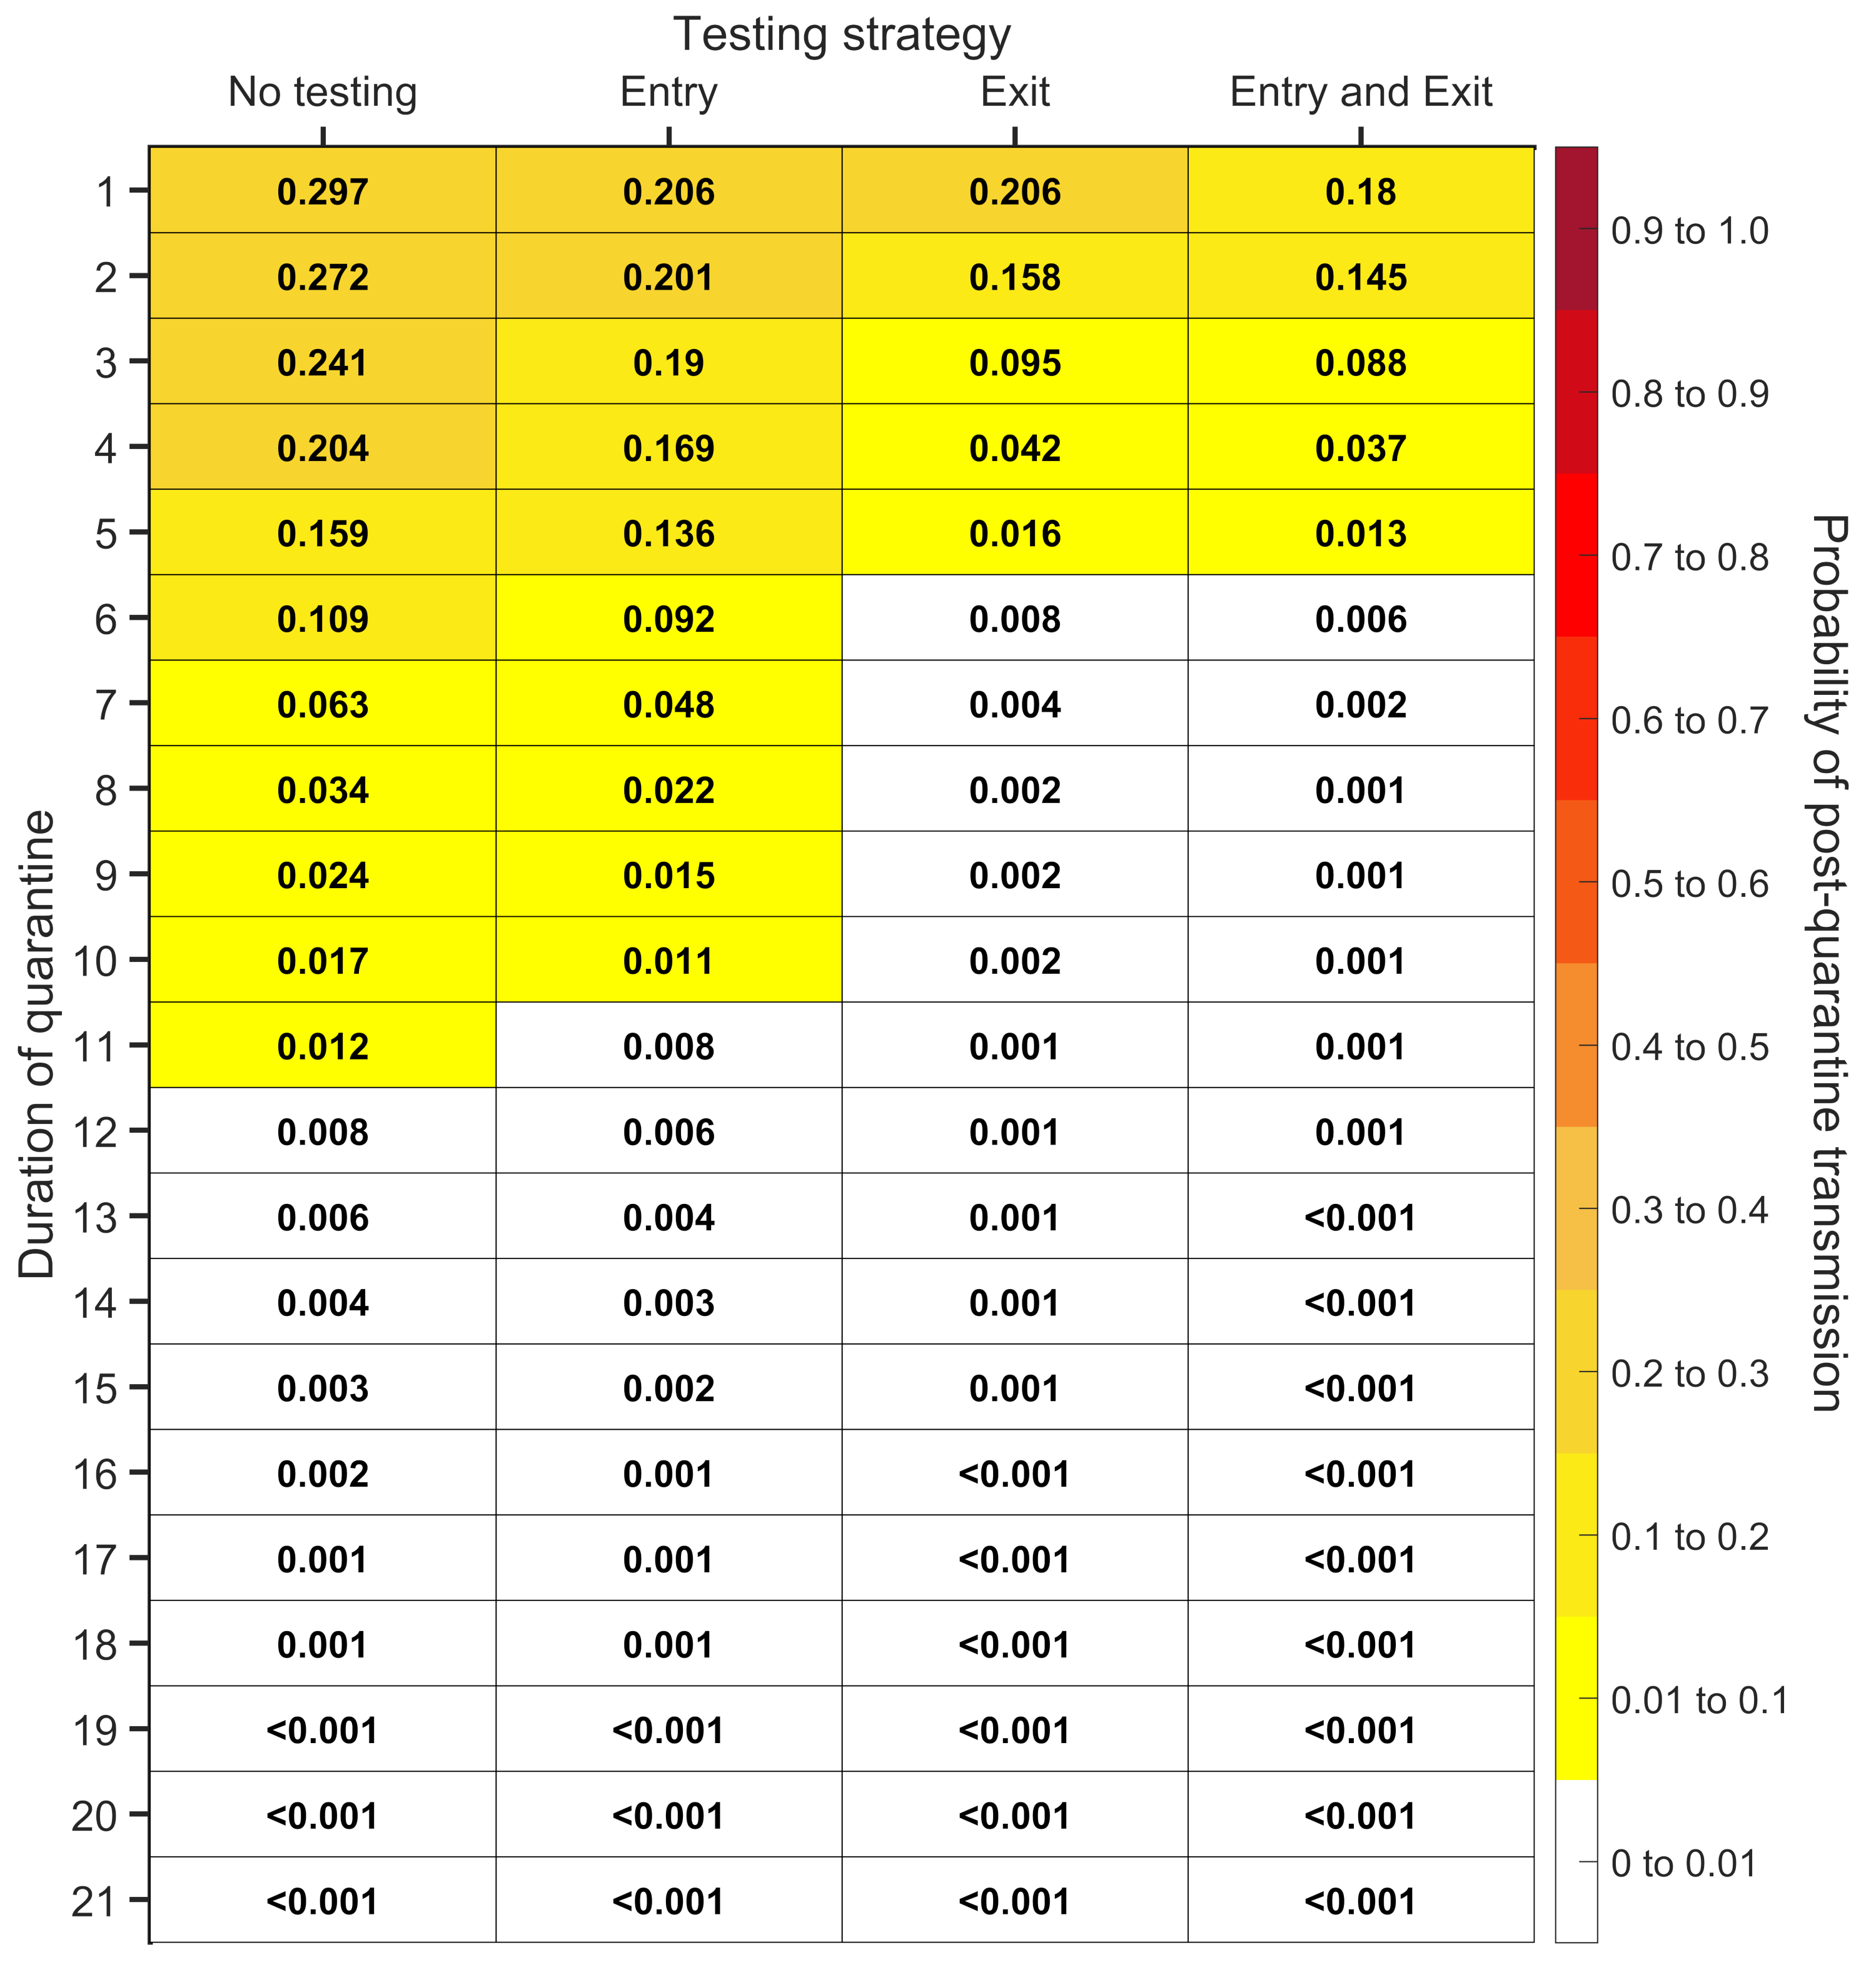 Testing strategy
No testing Entry Exit Entry and Exit
Duration of quarantine
1 0.297 0.206 0.206 0.18
2 0.272 0.201 0.158 0.145
3 0.241 0.19 0.095 0.088
4 0.204 0.169 0.042 0.037
5 0.159 0.136 0.016 0.013
6 0.109 0.092 0.008 0.006
7 0.063 0.048 0.004 0.002
8 0.034 0.022 0.002 0.001
9 0.024 0.015 0.002 0.001
10 0.017 0.011 0.002 0.001
11 0.012 0.008 0.001 0.001
12 0.008 0.006 0.001 0.001
13 0.006 0.004 0.001 <0.001
14 0.004 0.003 0.001 <0.001
15 0.003 0.002 0.001 <0.001
16 0.002 0.001 <0.001 <0.001
17 0.001 0.001 <0.001 <0.001
18 0.001 0.001 <0.001 <0.001
19 <0.001 <0.001 <0.001 <0.001
20 <0.001 <0.001 <0.001 <0.001
21 <0.001 <0.001 <0.001 <0.001
0.9 to 1.0
0.8 to 0.9
0.7 to 0.8
0.6 to 0.7
0.5 to 0.6
0.4 to 0.5
0.3 to 0.4
0.2 to 0.3
0.1 to 0.2
0.01 to 0.1
0 to 0.01
Probability of post-quarantine transmission